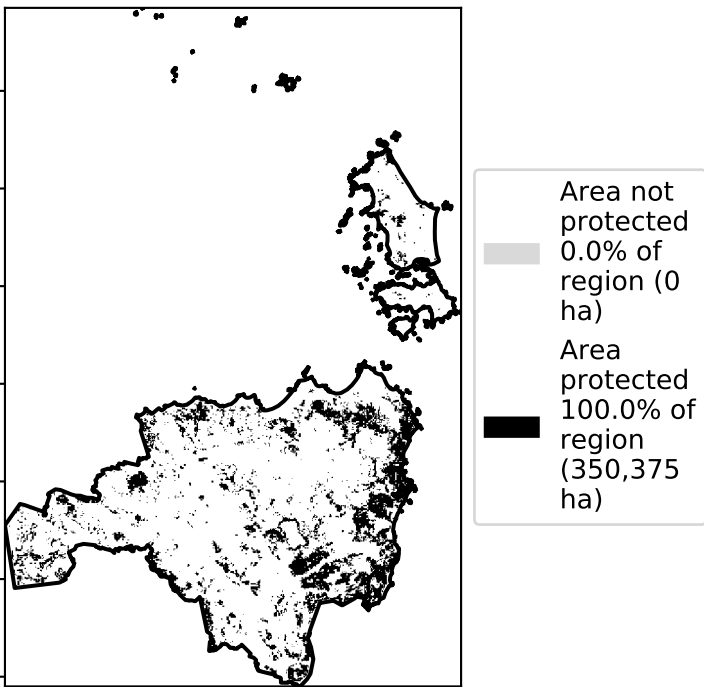 Area not
protected
0.0% of
region (0
ha)
Area
protected
100.0% of
region
(350,375
ha)